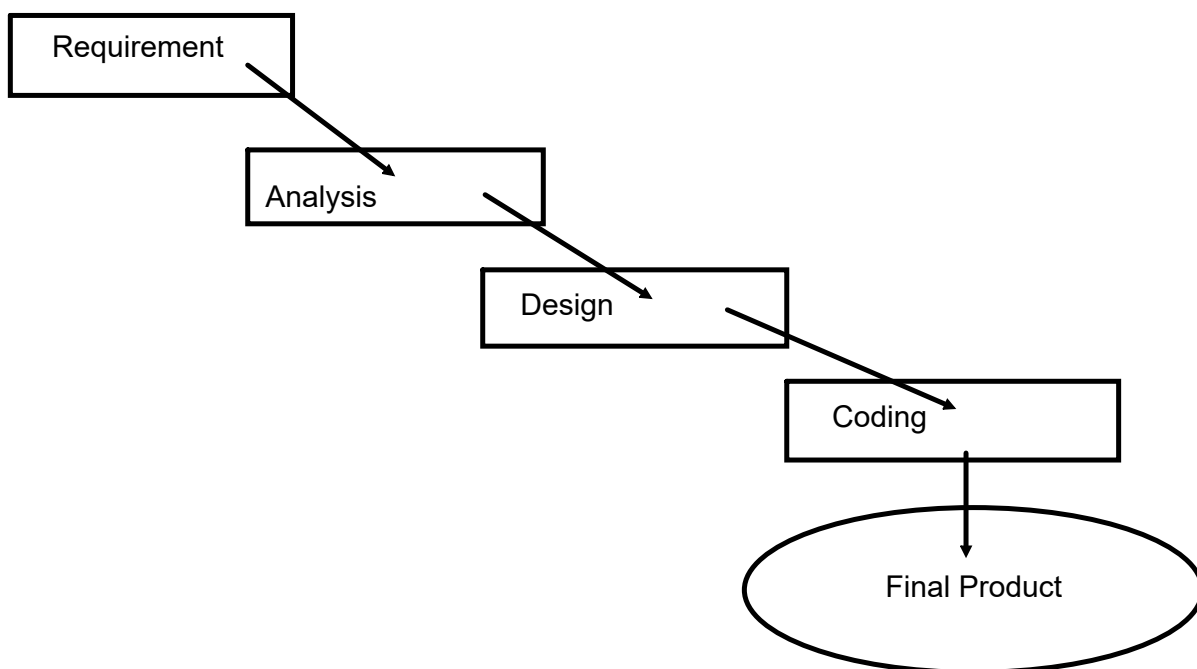 Requirement
Analysis
Design
Coding
Final Product